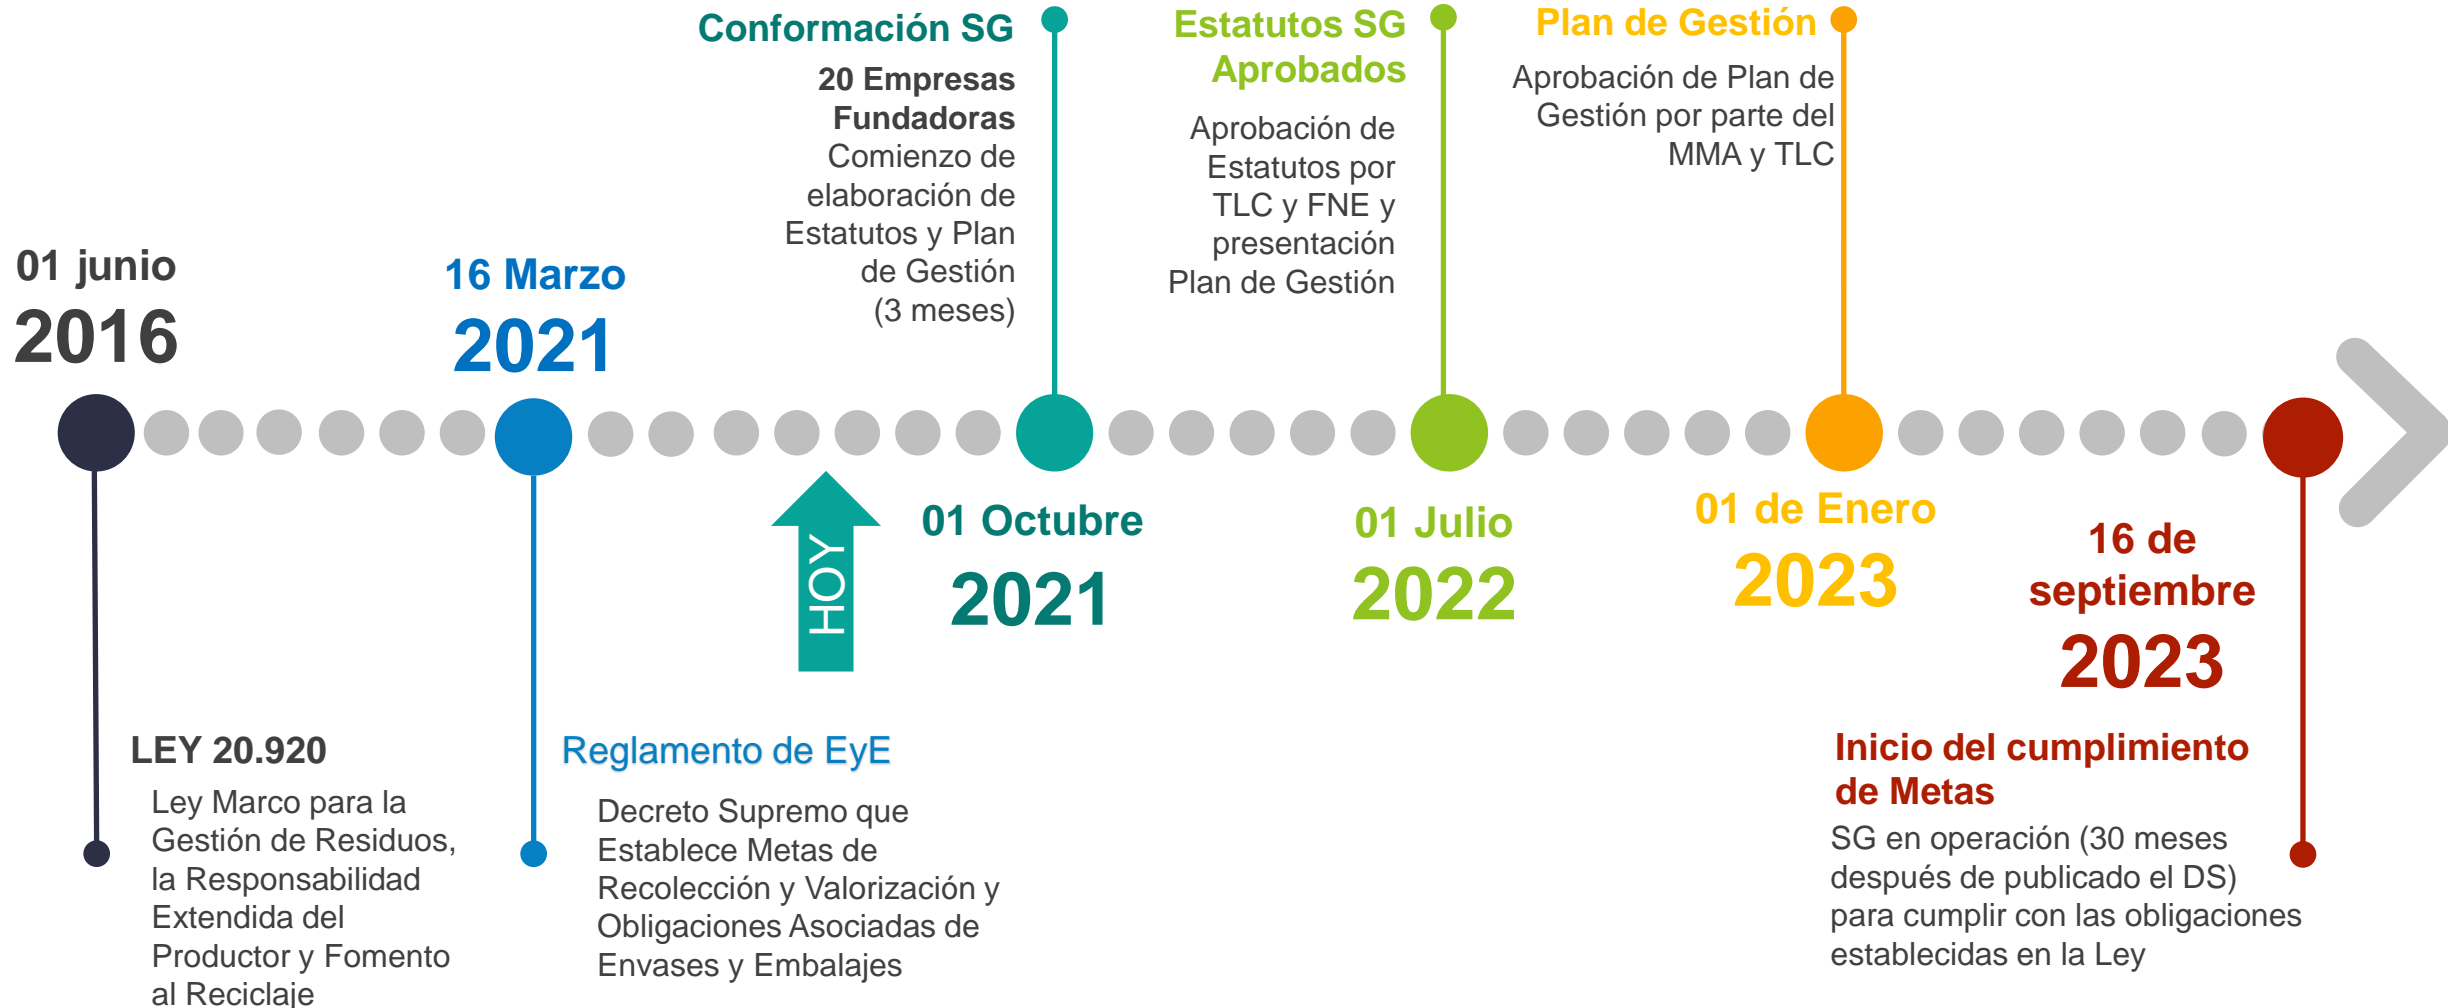 01 junio
2016
LEY 20.920
Ley Marco para la
Gestión de Residuos,
la Responsabilidad
Extendida del
Productor y Fomento
al Reciclaje
16 Marzo
2021
Reglamento de EyE
Decreto Supremo que
Establece Metas de
Recolección y Valorización y
Obligaciones Asociadas de
Envases y Embalajes
HOY
Conformación SG
20 Empresas
Fundadoras
Comienzo de
elaboración de
Estatutos y Plan
de Gestión
(3 meses)
01 Octubre
2021
Estatutos SG
Aprobados
Aprobación de
Estatutos por
TLC y FNE y
presentación
Plan de Gestión
01 Julio
2022
Plan de Gestión
Aprobación de Plan de
Gestión por parte del
MMA y TLC
01 de Enero
2023
16 de
septiembre
2023
Inicio del cumplimiento
de Metas
SG en operación (30 meses
después de publicado el DS)
para cumplir con las obligaciones
establecidas en la Ley